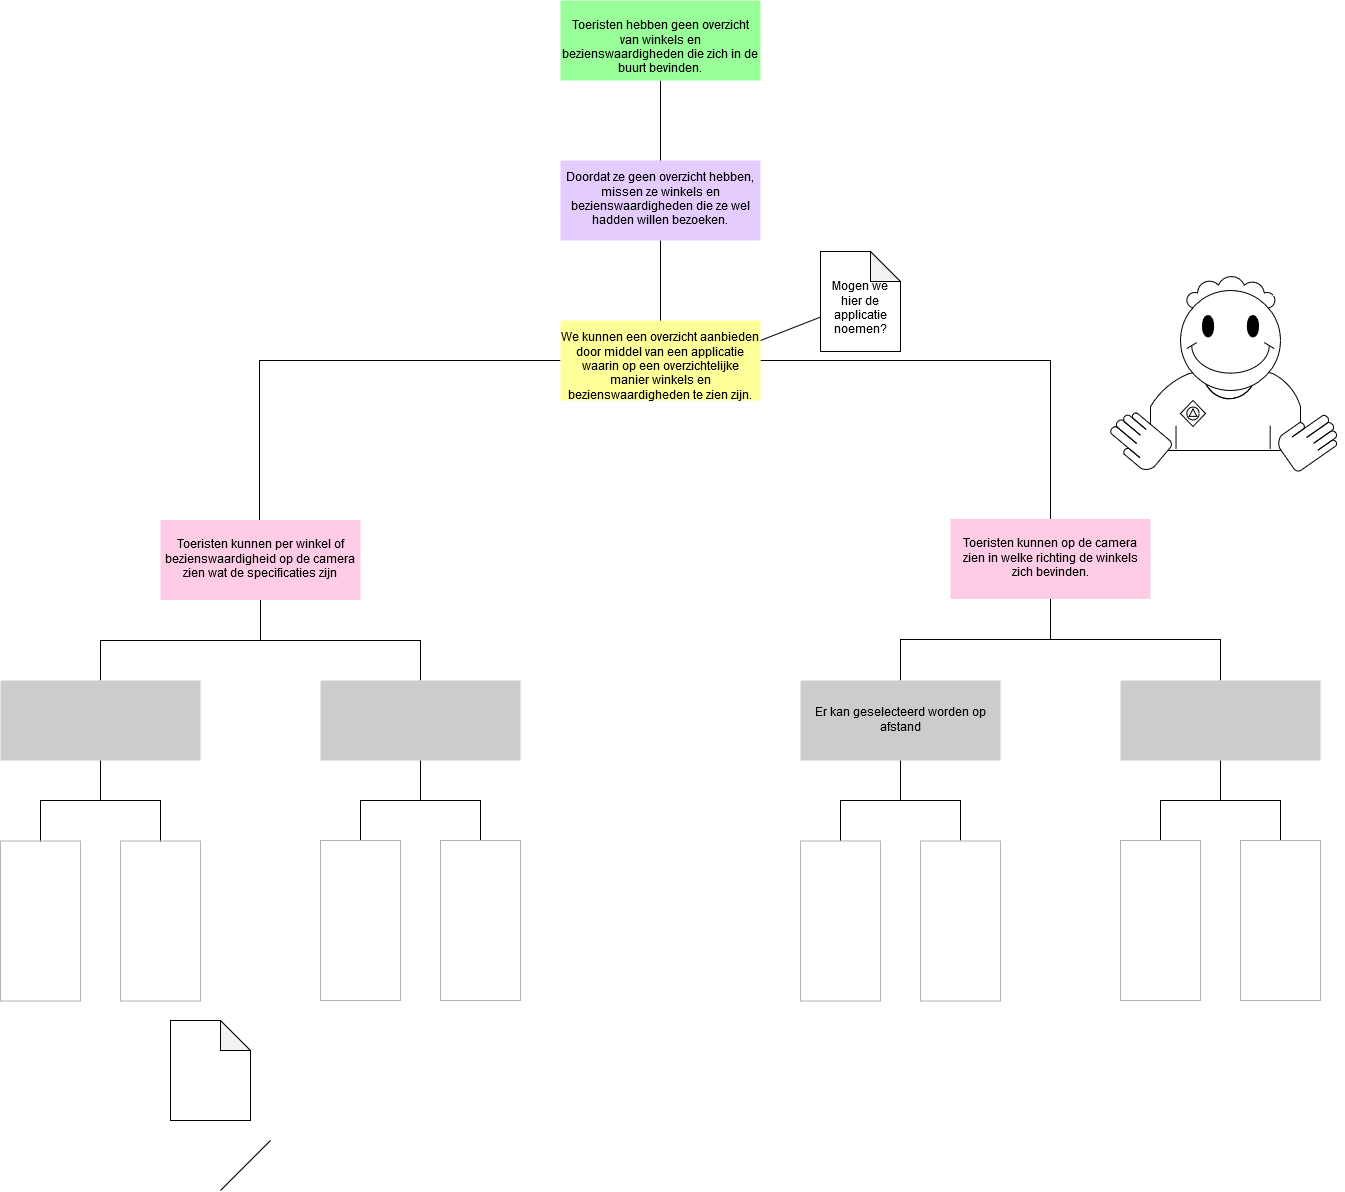 Toeristen hebben geen overzicht
van winkels en
bezienswaardigheden die zich in de
buurt bevinden.
Doordat ze geen overzicht hebben,
missen ze winkels en
bezienswaardigheden die ze wel
hadden willen bezoeken.
Mogen we
hier de
applicatie
noemen?
We kunnen een overzicht aanbieden
door middel van een applicatie
waarin op een overzichtelijke
manier winkels en
bezienswaardigheden te zien zijn.
Toeristen kunnen per winkel of
bezienswaardigheid op de camera
zien wat de specificaties zijn
Toeristen kunnen op de camera
zien in welke richting de winkels
zich bevinden.
Er kan geselecteerd worden op
afstand